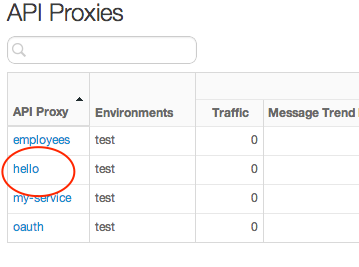 API Proxies
API Proxy Environments Traffic Message Trend
employees test 0
hello test 0
my-service test 0
oauth test 0